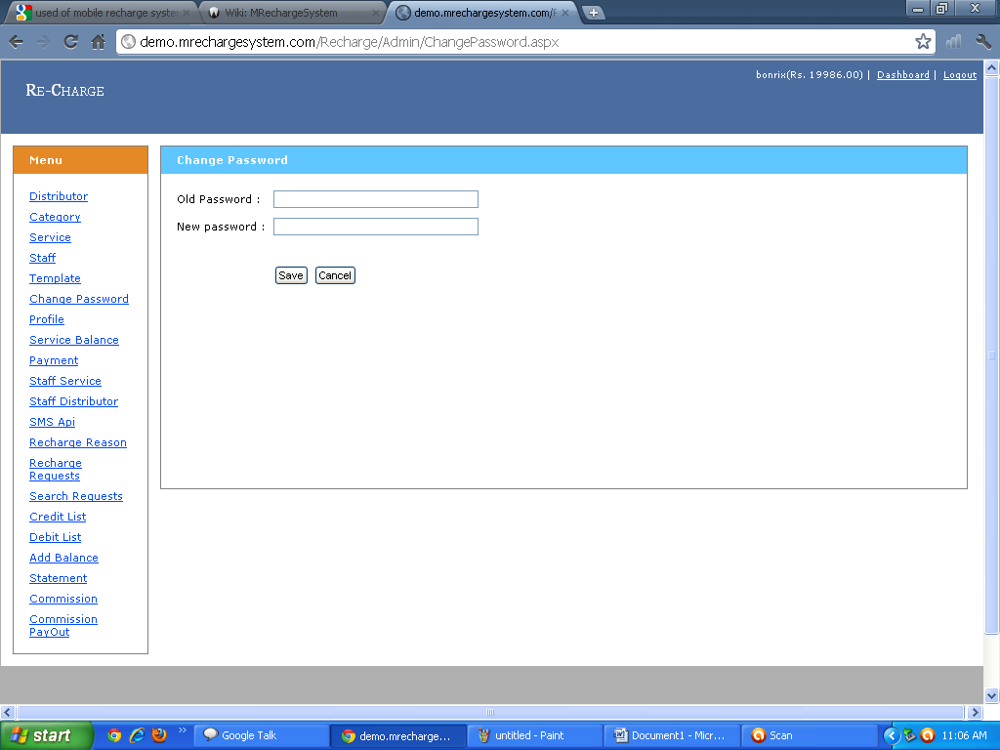 used of mobile recharge syste
Wiki: MRechargeSystem
demo.mrechargesystem.com/R
demo.mrechargesystem.com/Recharge/Admin/ChangePassword.aspx
bonrix(Rs. 19986.00) | Dashboard | Logout
RE-CHARGE
Menu
Distributor
Category
Service
Staff
Template
Change Password
Profile
Service Balance
Payment
Staff Service
Staff Distributor
SMS Api
Recharge Reason
Recharge
Requests
Search Requests
Credit List
Debit List
Add Balance
Statement
Commission
Commission
PayOut
Change Password
Old Password :
New password :
Save Cancel
start
Google Talk
demo.mrecharge...
untitled - Paint
Document1 - Micr...
Scan
11:06 AM